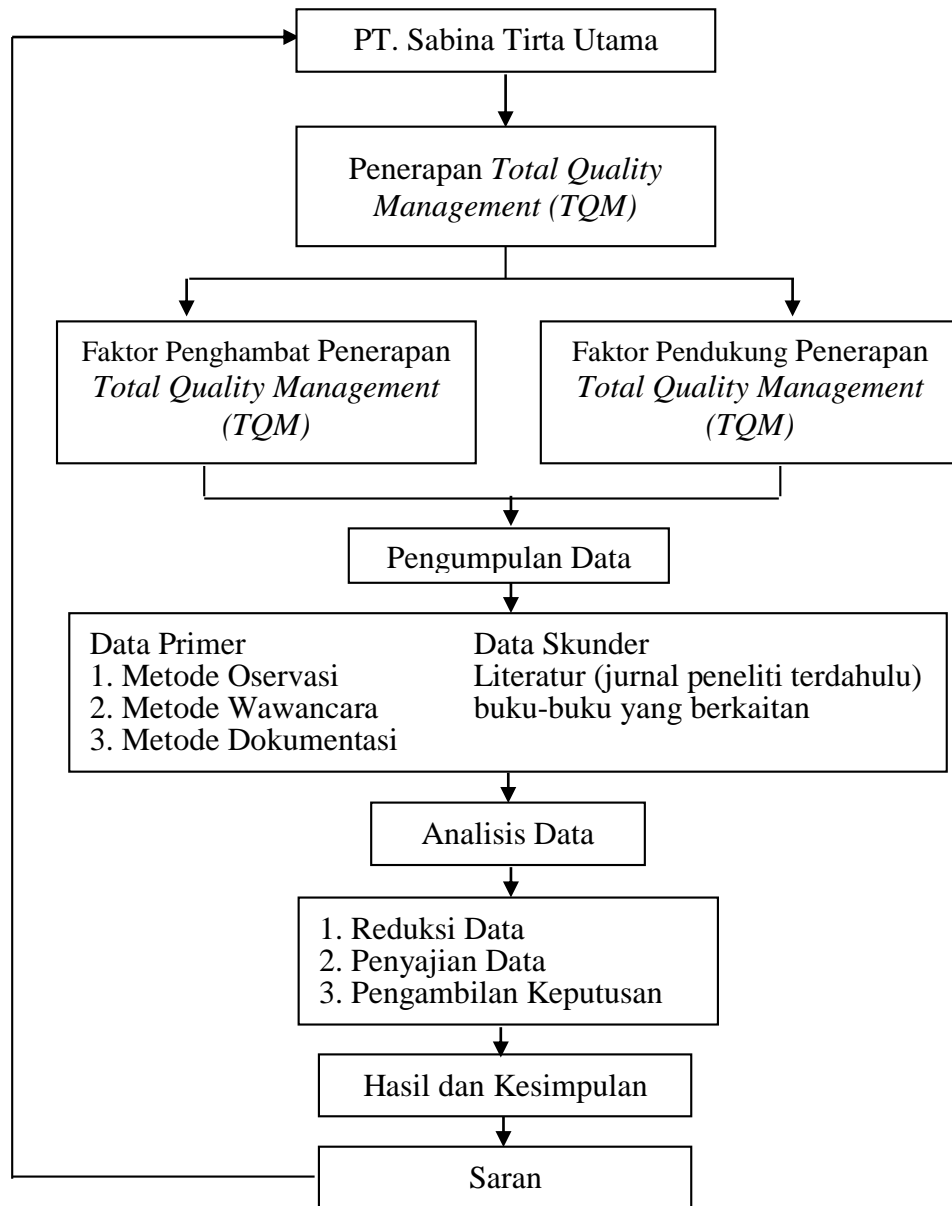 PT. Sabina Tirta Utama
Penerapan Total Quality
Management (TQM)
Faktor Penghambat Penerapan
Total Quality Management
(TQM)
Faktor Pendukung Penerapan
Total Quality Management
(TQM)
Pengumpulan Data
Data Primer
1. Metode Oservasi
2. Metode Wawancara
3. Metode Dokumentasi
Data Skunder
Literatur (jurnal peneliti terdahulu)
buku-buku yang berkaitan
Analisis Data
1. Reduksi Data
2. Penyajian Data
3. Pengambilan Keputusan
Hasil dan Kesimpulan
Saran